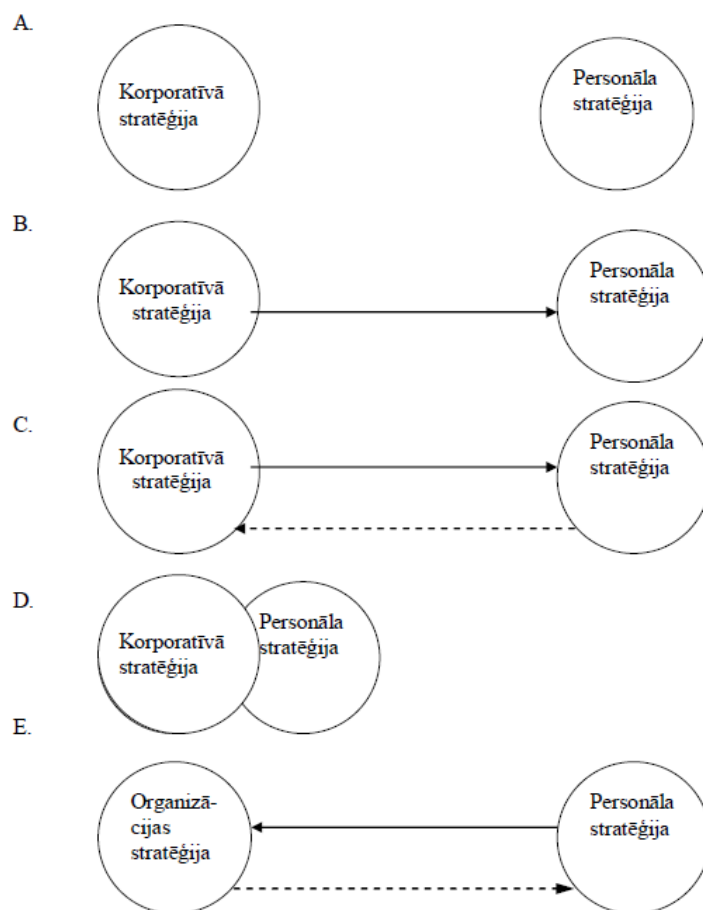 A.
Korporatīvā
stratēģija
Personāla
stratēģija
B.
Korporatīvā
stratēģija
Personāla
stratēģija
C.
Korporatīvā
stratēģija
Personāla
stratēģija
D.
Korporatīvā
stratēģija
Personāla
stratēģija
E.
Organizā-
cijas
stratēģija
Personāla
stratēģija